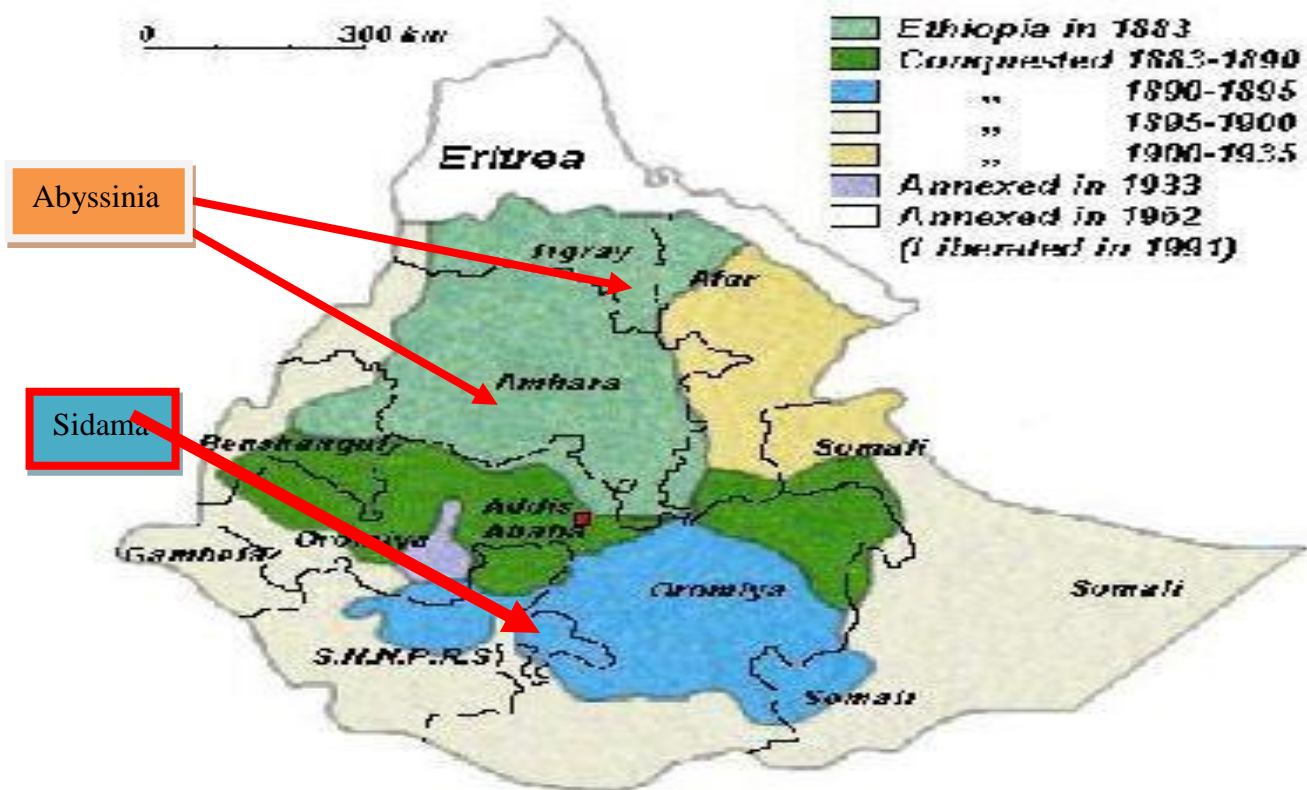 0 300 km
Ethiopia in 1883
Conquested 1883-1890
„ 1890-1895
„ 1895-1900
„ 1900-1935
Annexed in 1933
Annexed in 1952
(Liberated in 1991)
Eritrea
Abyssinia
Tigray
Afar
Amhara
Sidama
Benshangul
Somali
Addis
Ababa
Oromiya
Gambela
Oromiya
Somali
S.N.N.P.R.S
Somali